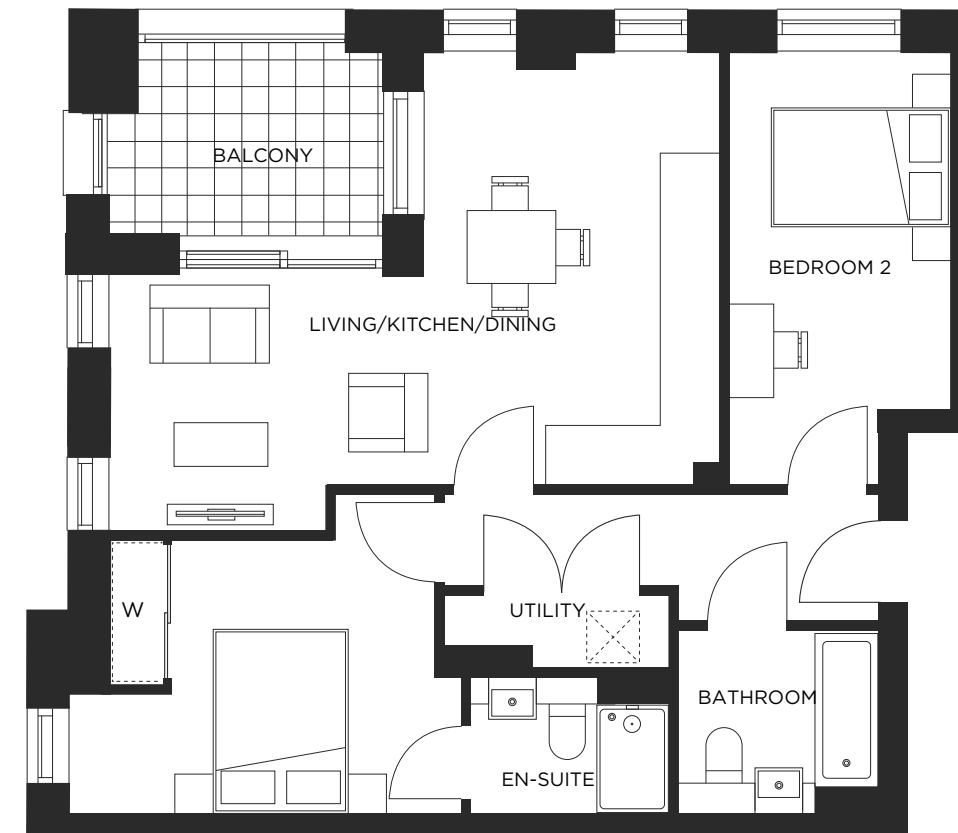 BALCONY
BEDROOM 2
LIVING/KITCHEN/DINING
W
UTILITY
BATHROOM
EN-SUITE